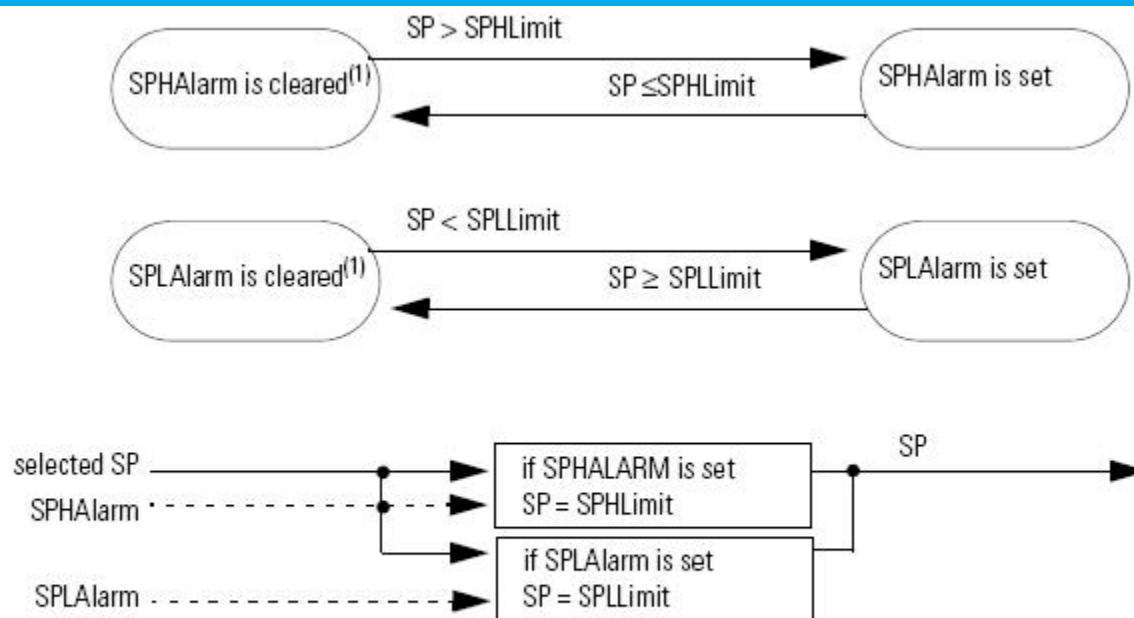 SP > SPHLimit
SPHAlarm is cleared(1)
SP ≤SPHLimit
SPHAlarm is set
SP < SPLLimit
SPLAlarm is cleared(1)
SP ≥ SPLLimit
SPLAlarm is set
selected SP
SPHAlarm
SPLAlarm
if SPHALARM is set
SP = SPHLimit
if SPLAlarm is set
SP = SPLLimit
SP